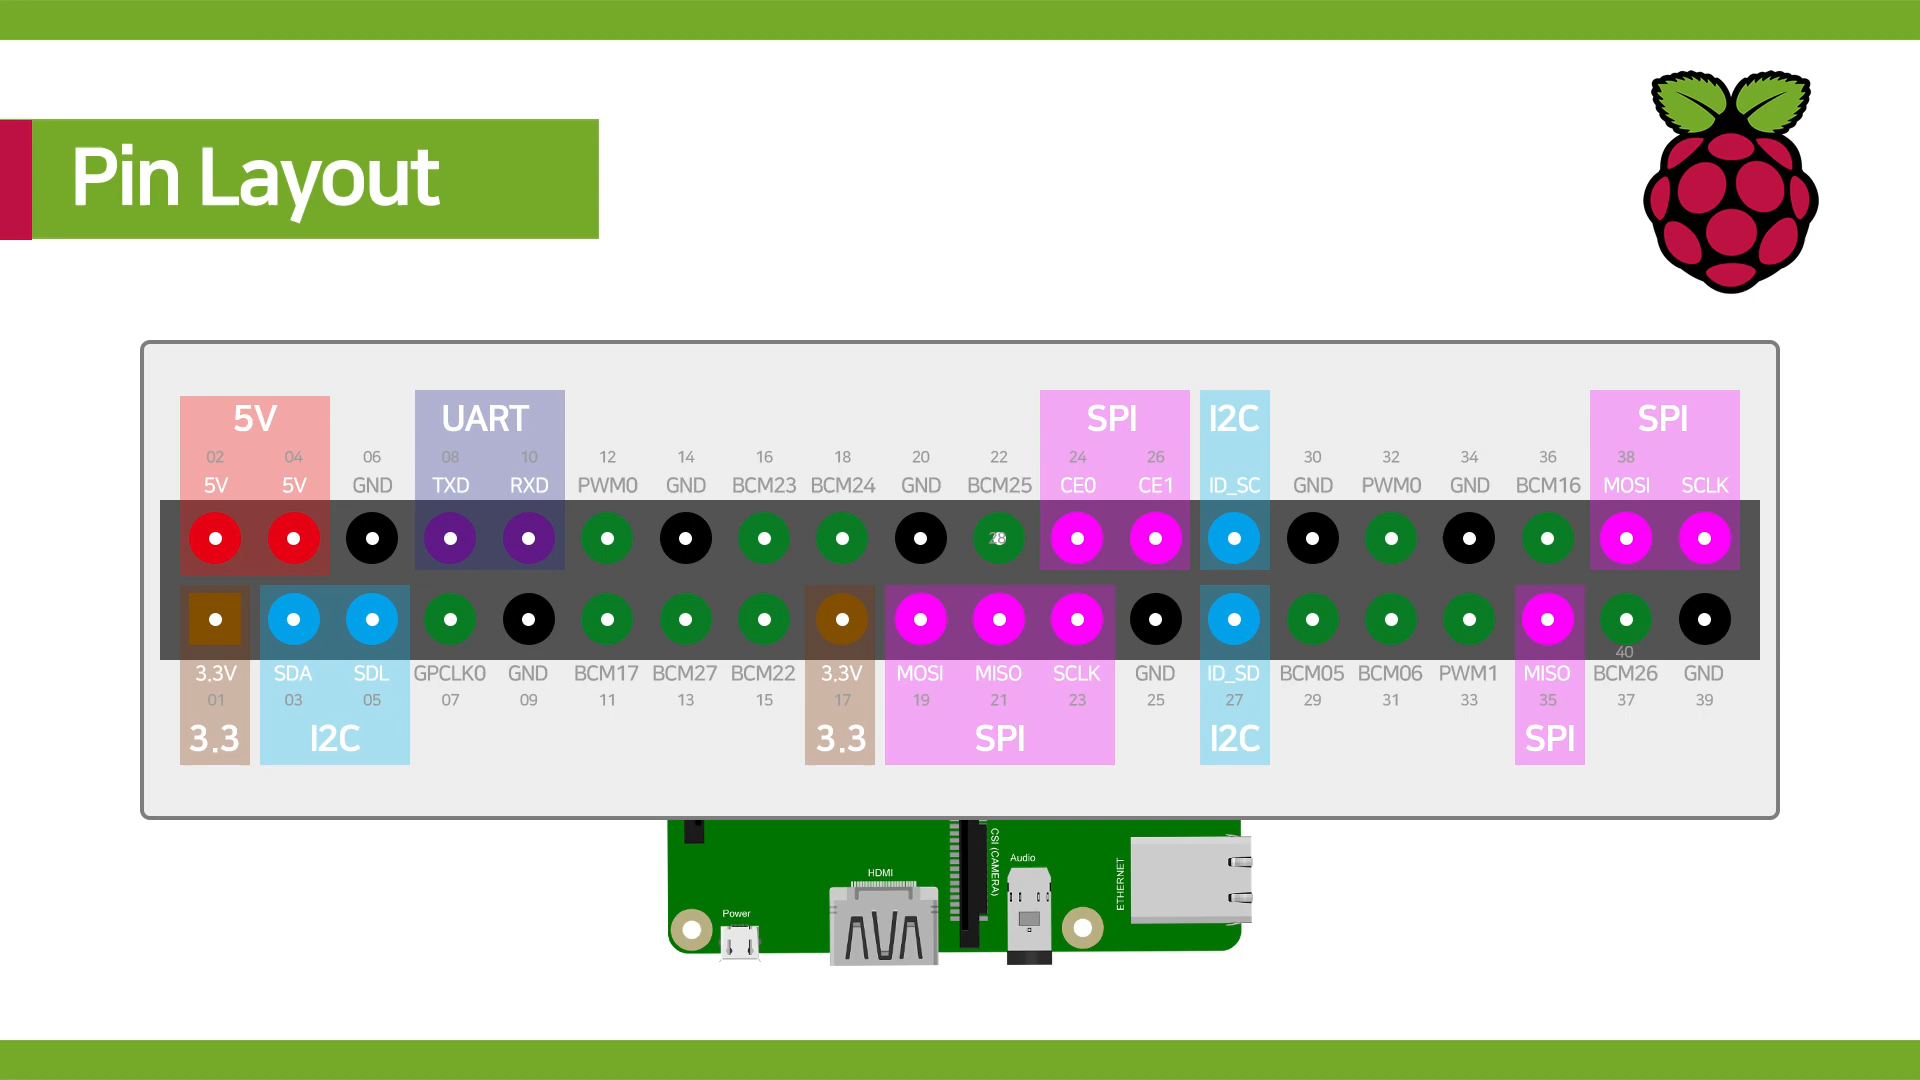 Pin Layout
5V UART SPI I2C SPI
02 04 06 08 10 12 14 16 18 20 22 24 26 30 32 34 36 38
5V 5V GND TXD RXD PWM0 GND BCM23 BCM24 GND BCM25 CE0 CE1 ID_SC GND PWM0 GND BCM16 MOSI SCLK
28
40
3.3V SDA SDL GPCLK0 GND BCM17 BCM27 BCM22 3.3V MOSI MISO SCLK GND ID_SD BCM05 BCM06 PWM1 MISO BCM26 GND
01 03 05 07 09 11 13 15 17 19 21 23 25 27 29 31 33 35 37 39
3.3 I2C 3.3 SPI I2C SPI
CSI (CAMERA)
Audio
ETHERNET
HDMI
Power